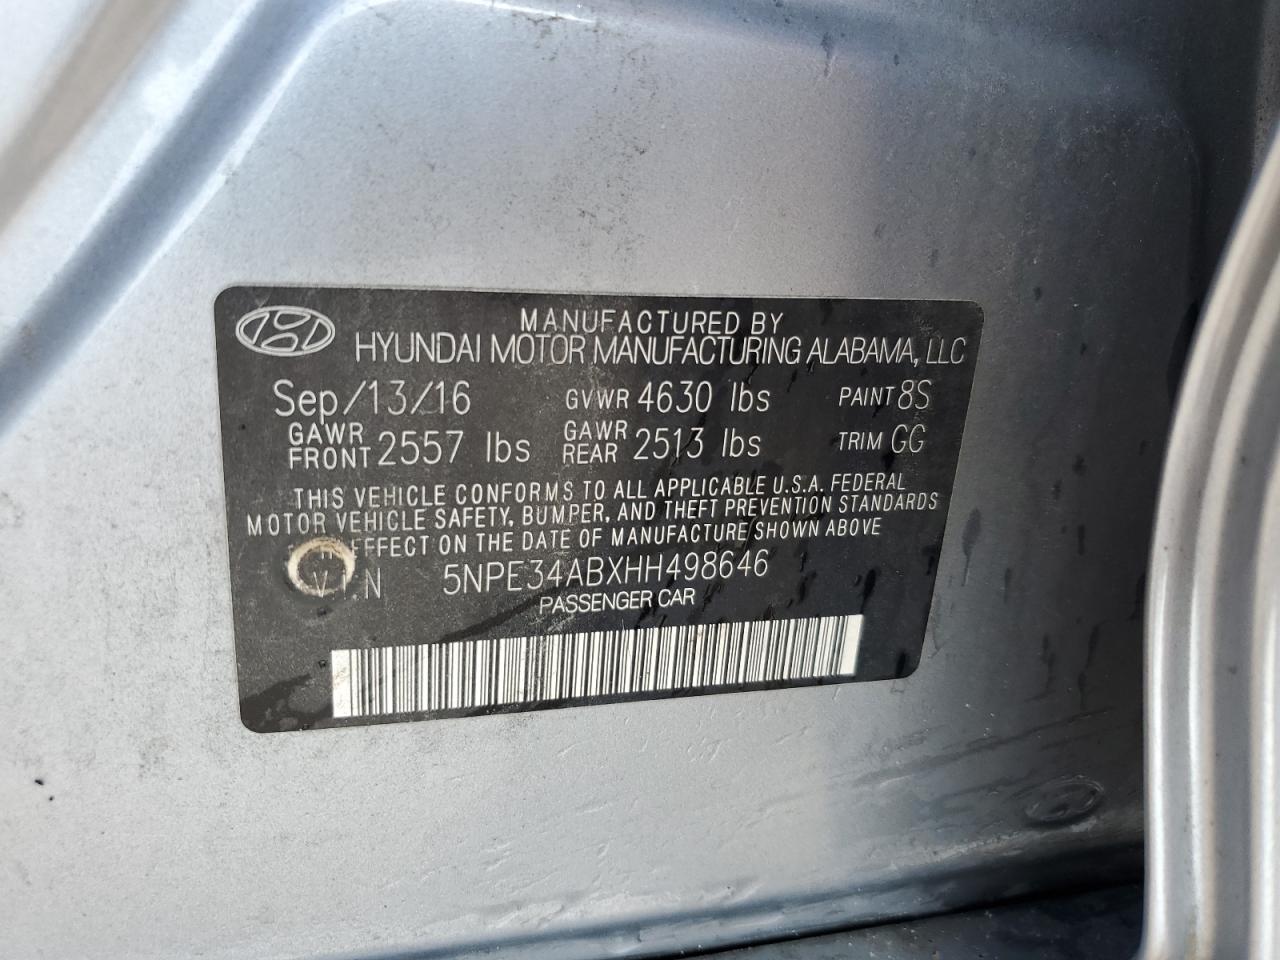 MANUFACTURED BY
HYUNDAI MOTOR MANUFACTURING ALABAMA, LLC
Sep/13/16 GVWR 4630 lbs PAINT 8S
GAWR FRONT 2557 lbs GAWR REAR 2513 lbs TRIM GG
THIS VEHICLE CONFORMS TO ALL APPLICABLE U.S.A. FEDERAL
MOTOR VEHICLE SAFETY, BUMPER, AND THEFT PREVENTION STANDARDS
EFFECT ON THE DATE OF MANUFACTURE SHOWN ABOVE
V.I.N 5NPE34ABXHH498646
PASSENGER CAR